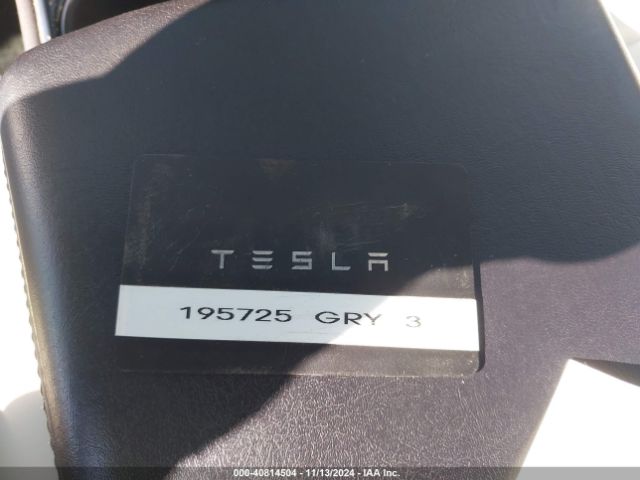 TESLA
195725 GRY 3
000-40814504 — 11/13/2024 — IAA Inc.